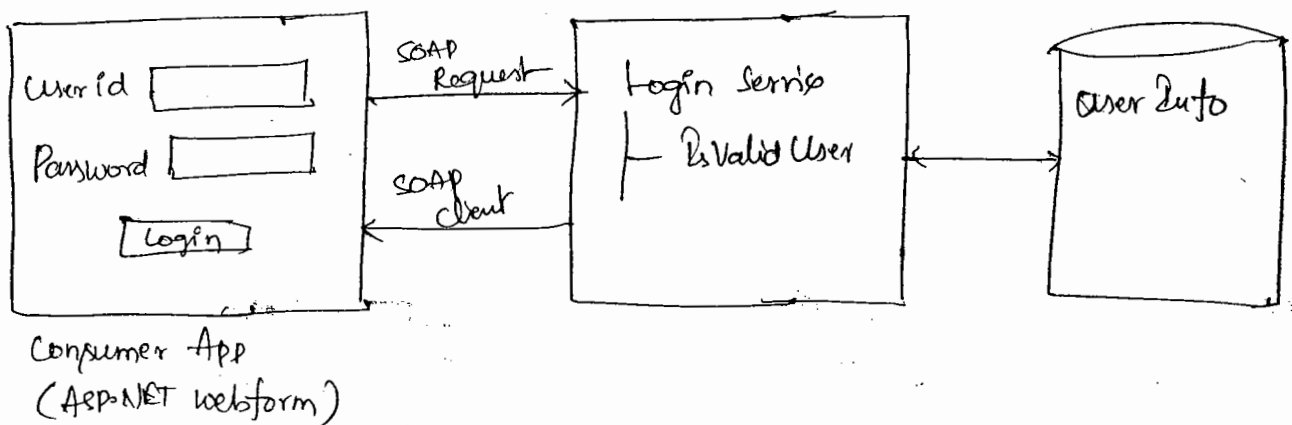 User id
Password
Login
Consumer App
(ASP.NET webform)
SOAP
Request
SOAP
Client
Login Service
IsValid User
User Info